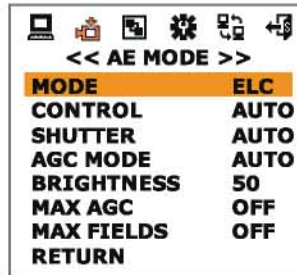 << AE MODE >>
MODE ELC
CONTROL AUTO
SHUTTER AUTO
AGC MODE AUTO
BRIGHTNESS 50
MAX AGC OFF
MAX FIELDS OFF
RETURN